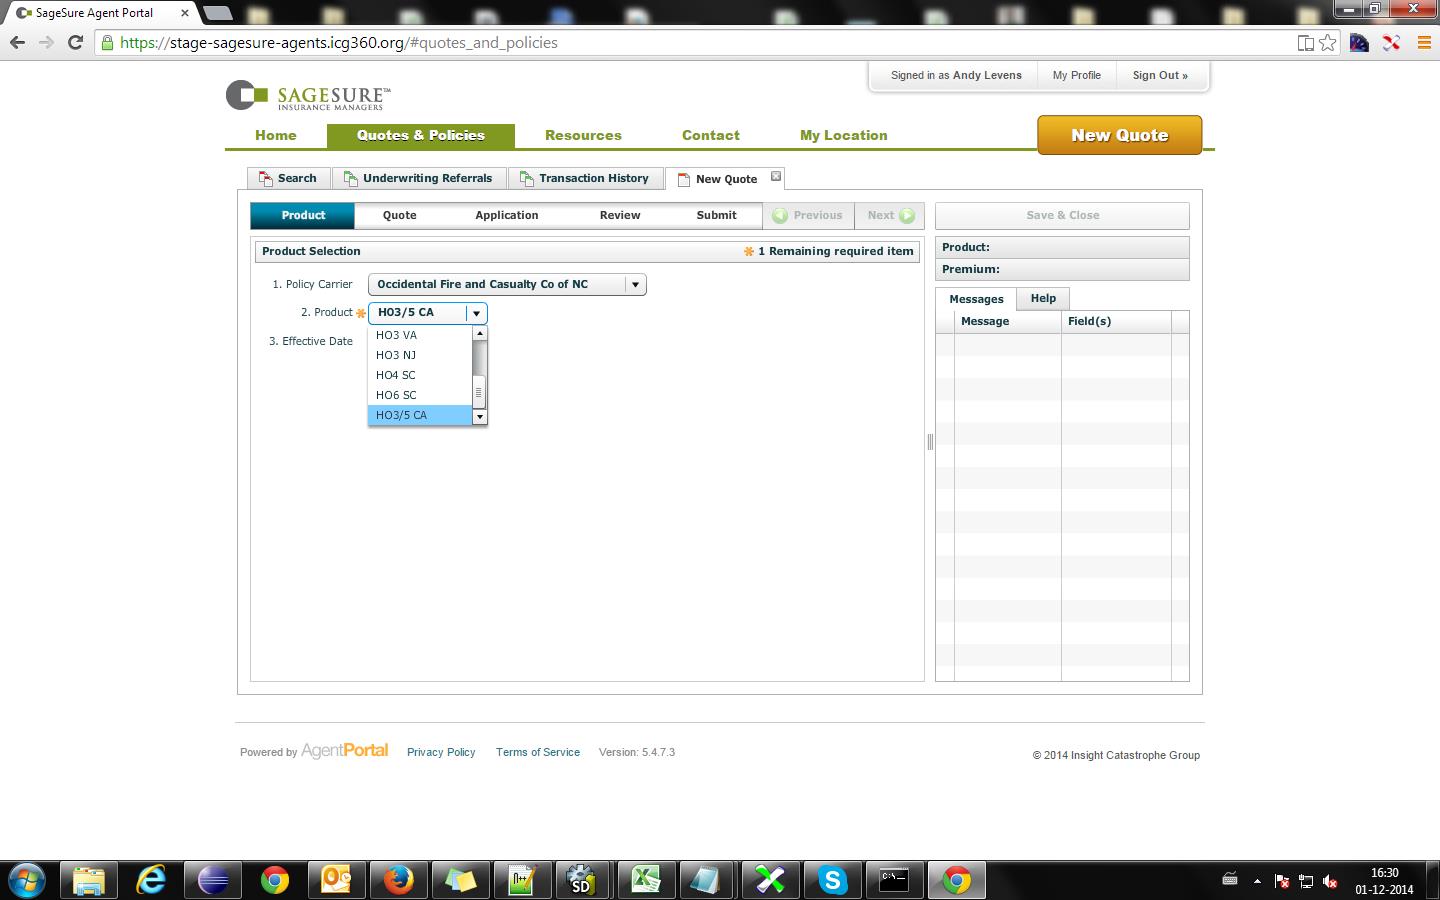 SageSure Agent Portal
https://stage-sagesure-agents.icg360.org/#quotes_and_policies
Signed in as Andy Levens My Profile Sign Out »
SAGESURE™
INSURANCE MANAGERS
Home Quotes & Policies Resources Contact My Location New Quote
Search Underwriting Referrals Transaction History New Quote
Product Quote Application Review Submit Previous Next Save & Close
Product Selection 1 Remaining required item
Product:
Premium:
1. Policy Carrier Occidental Fire and Casualty Co of NC
2. Product HO3/5 CA
3. Effective Date
HO3 VA
HO3 NJ
HO4 SC
HO6 SC
HO3/5 CA
Messages Help
Message Field(s)
Powered by AgentPortal Privacy Policy Terms of Service Version: 5.4.7.3
© 2014 Insight Catastrophe Group
N++
SD
C:\_
16:30
01-12-2014